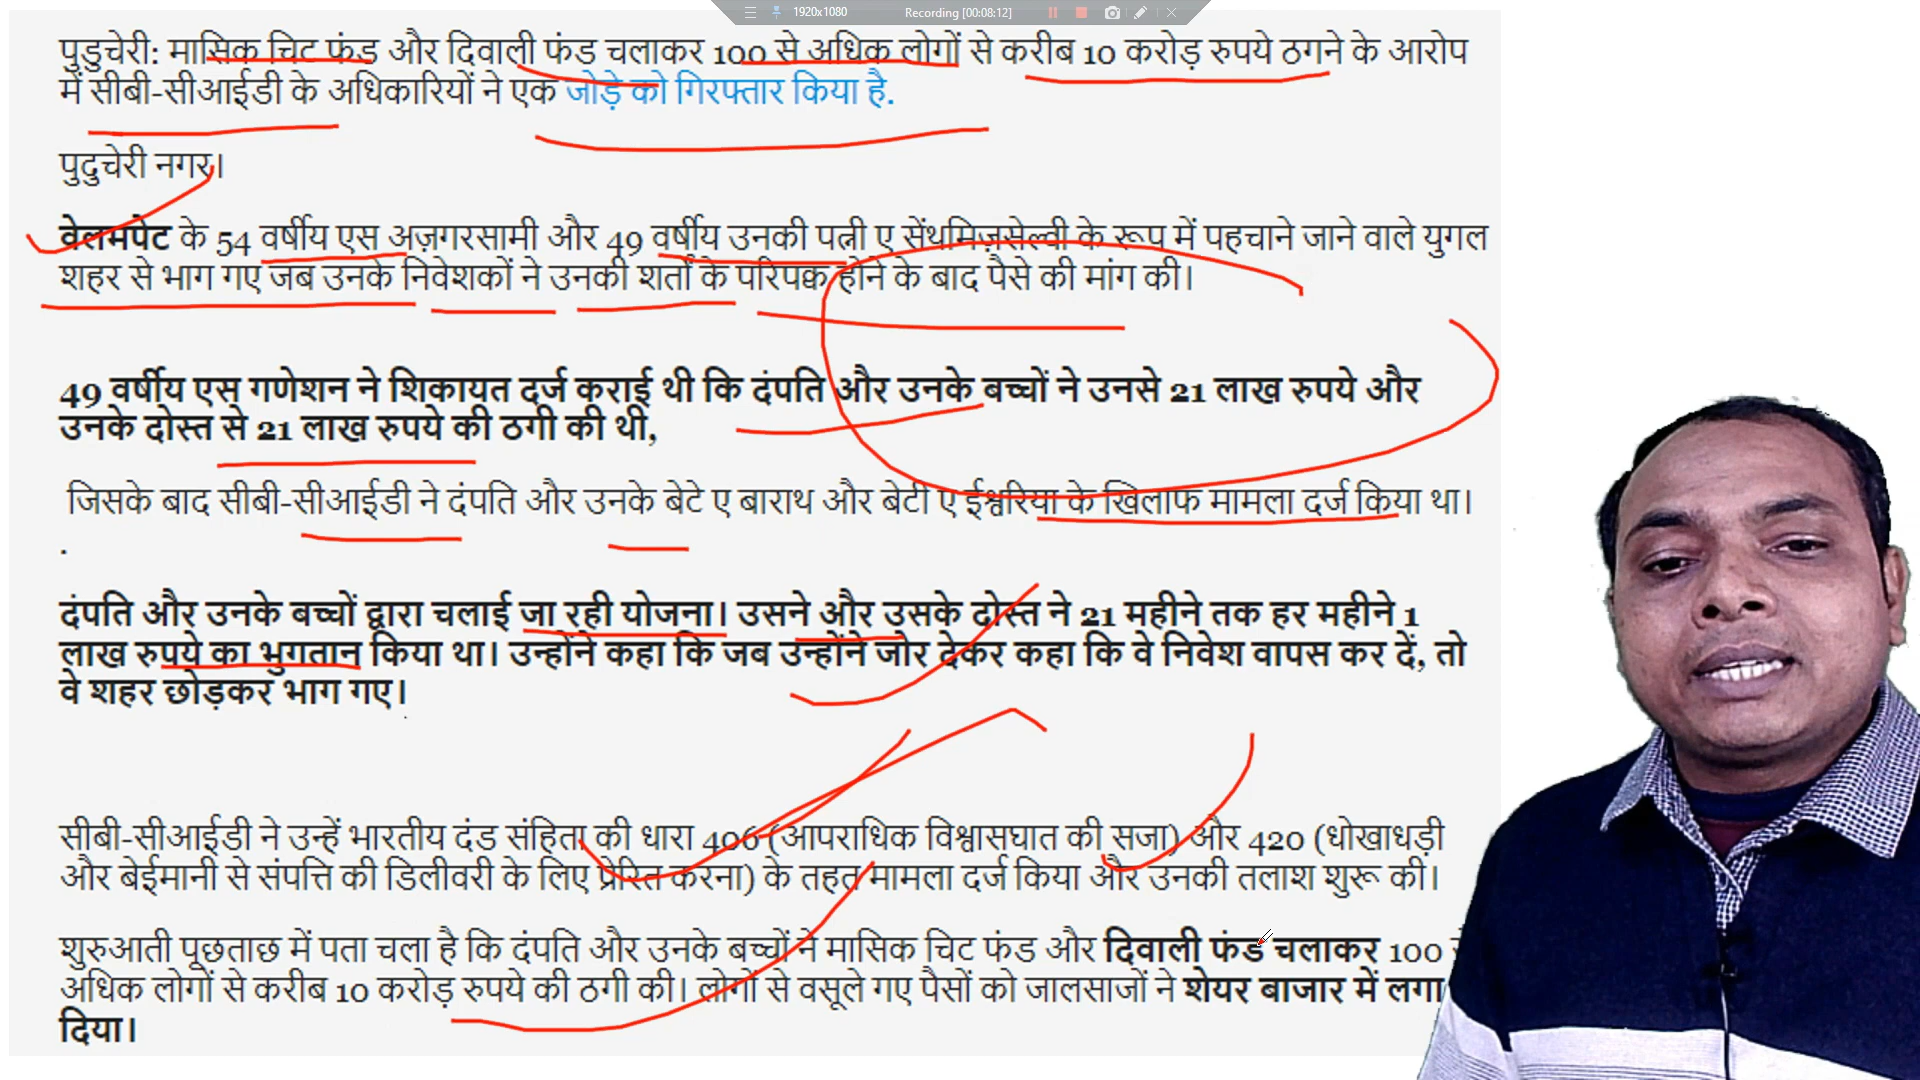 1920x1080 Recording [00:08:12]
पुडुचेरी: मासिक चिट फंड और दिवाली फंड चलाकर 100 से अधिक लोगों से करीब 10 करोड़ रुपये ठगने के आरोप
में सीबी-सीआईडी के अधिकारियों ने एक जोड़े को गिरफ्तार किया है.
पुदुचेरी नगर।
वेलमपेट के 54 वर्षीय एस अज़गरसामी और 49 वर्षीय उनकी पत्नी ए सेंथमिज़सेल्वी के रूप में पहचाने जाने वाले युगल
शहर से भाग गए जब उनके निवेशकों ने उनकी शर्तों के परिपक्व होने के बाद पैसे की मांग की।
49 वर्षीय एस गणेशन ने शिकायत दर्ज कराई थी कि दंपति और उनके बच्चों ने उनसे 21 लाख रुपये और
उनके दोस्त से 21 लाख रुपये की ठगी की थी,
जिसके बाद सीबी-सीआईडी ने दंपति और उनके बेटे ए बाराथ और बेटी ए ईश्वरिया के खिलाफ मामला दर्ज किया था।
.
दंपति और उनके बच्चों द्वारा चलाई जा रही योजना। उसने और उसके दोस्त ने 21 महीने तक हर महीने 1
लाख रुपये का भुगतान किया था। उन्होंने कहा कि जब उन्होंने जोर देकर कहा कि वे निवेश वापस कर दें, तो
वे शहर छोड़कर भाग गए।
सीबी-सीआईडी ने उन्हें भारतीय दंड संहिता की धारा 406 (आपराधिक विश्वासघात की सजा) और 420 (धोखाधड़ी
और बेईमानी से संपत्ति की डिलीवरी के लिए प्रेरित करना) के तहत मामला दर्ज किया और उनकी तलाश शुरू की।
शुरुआती पूछताछ में पता चला है कि दंपति और उनके बच्चों ने मासिक चिट फंड और दिवाली फंड चलाकर 100
अधिक लोगों से करीब 10 करोड़ रुपये की ठगी की। लोगों से वसूले गए पैसों को जालसाजों ने शेयर बाजार में लगा
दिया।